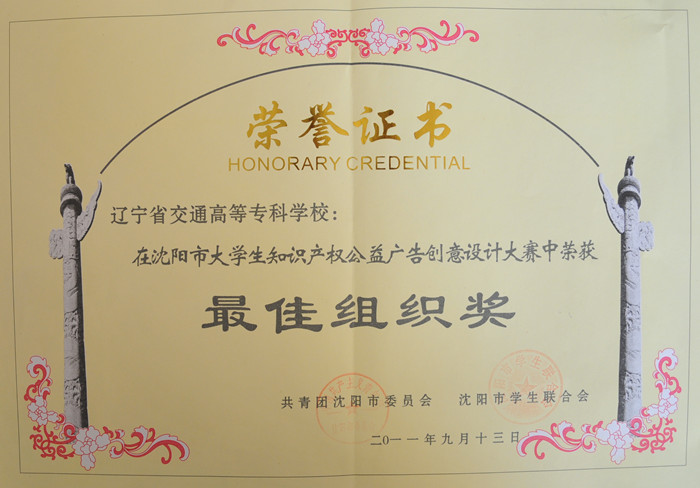 荣誉证书
HONORARY CREDENTIAL
辽宁省交通高等专科学校：
在沈阳市大学生知识产权公益广告创意设计大赛中荣获
最佳组织奖
共青团沈阳市委员会 沈阳市学生联合会
二0一一年九月十三日